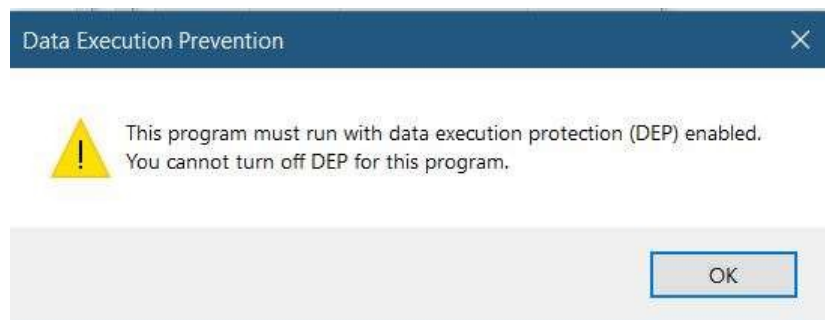 Data Execution Prevention
This program must run with data execution protection (DEP) enabled.
You cannot turn off DEP for this program.
OK